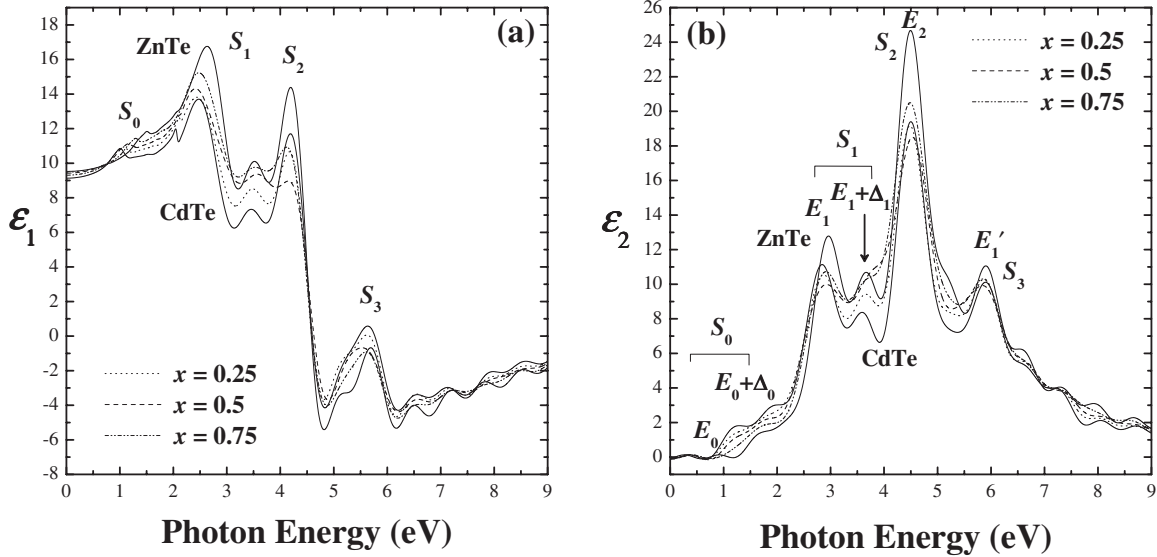 (a)
ZnTe
S₁
S₂
S₀
CdTe
S₃
x = 0.25
x = 0.5
x = 0.75
ε₁
18
16
14
12
10
8
6
4
2
0
-2
-4
-6
-8
0 1 2 3 4 5 6 7 8 9
Photon Energy (eV)
(b)
E₂
S₂
x = 0.25
x = 0.5
x = 0.75
S₁
E₁+Δ₁
E₁
ZnTe
E₁′
S₃
CdTe
S₀
E₀+Δ₀
E₀
ε₂
26
24
22
20
18
16
14
12
10
8
6
4
2
0
0 1 2 3 4 5 6 7 8 9
Photon Energy (eV)